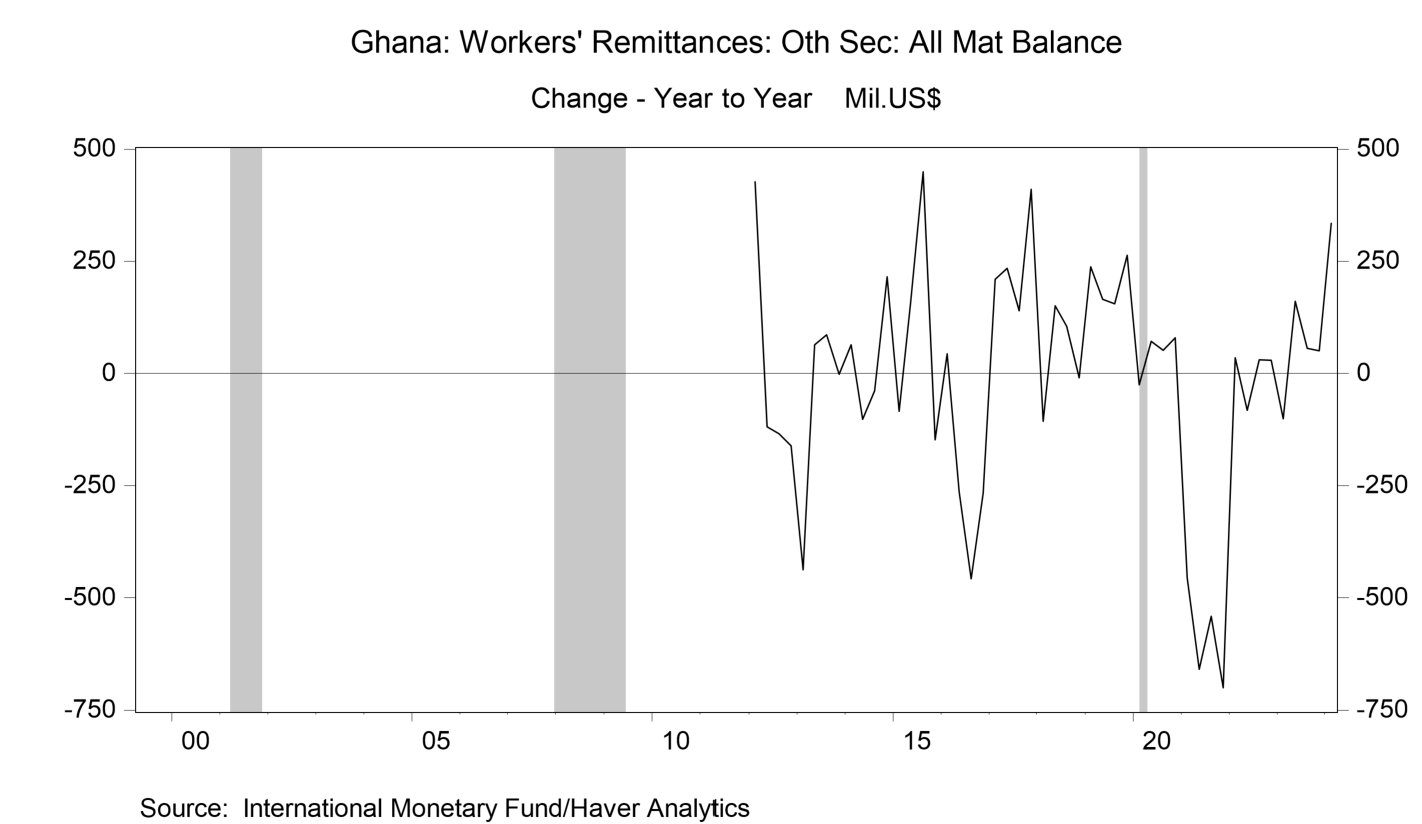 Ghana: Workers' Remittances: Oth Sec: All Mat Balance
Change - Year to Year    Mil.US$
500 500
250 250
0 0
-250 -250
-500 -500
-750 -750
00 05 10 15 20
Source:  International Monetary Fund/Haver Analytics